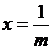 x = 1/m